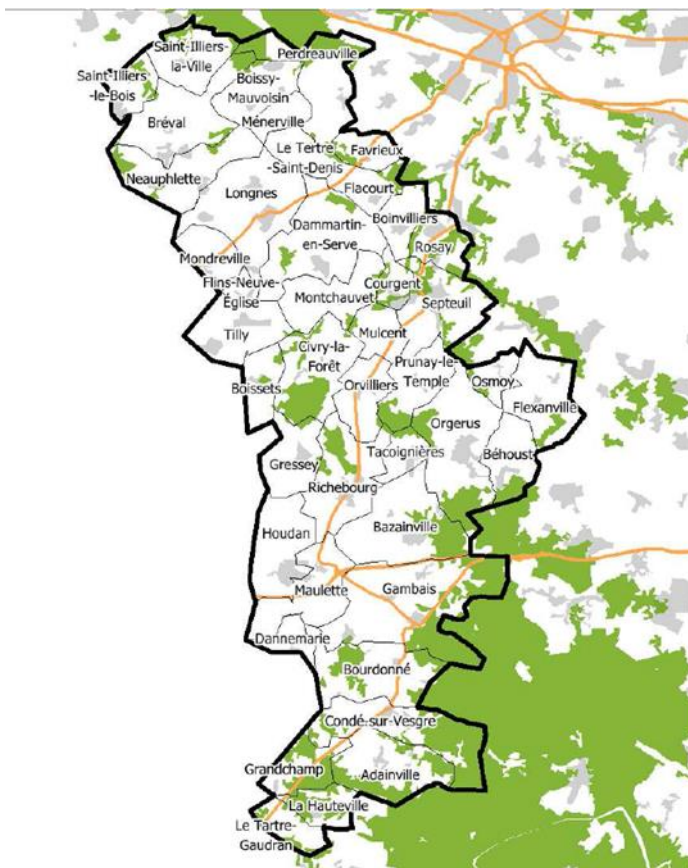 Saint-Illiers-
la-Ville
Perdreauville
Saint-Illiers
-le-Bois
Boissy-
Mauvoisin
Ménerville
Bréval
Le Tertre
-Saint-Denis
Favrieux
Neauphlette
Longnes
Flacourt
Dammartin-
en-Serve
Boinvilliers
Rosay
Mondreville
Flins-Neuve-
Église
Courgent
Montchauvet
Septeuil
Tilly
Mulcent
Civry-la-
Forêt
Prunay-le-
Temple
Boissets
Orvilliers
Osmoy
Flexanville
Orgerus
Gressey
Tacoignières
Béhoust
Richebourg
Houdan
Bazainville
Maulette
Gambais
Dannemarie
Bourdonné
Condé-sur-Vesgre
Grandchamp
Adainville
La Hauteville
Le Tartre-
Gaudran